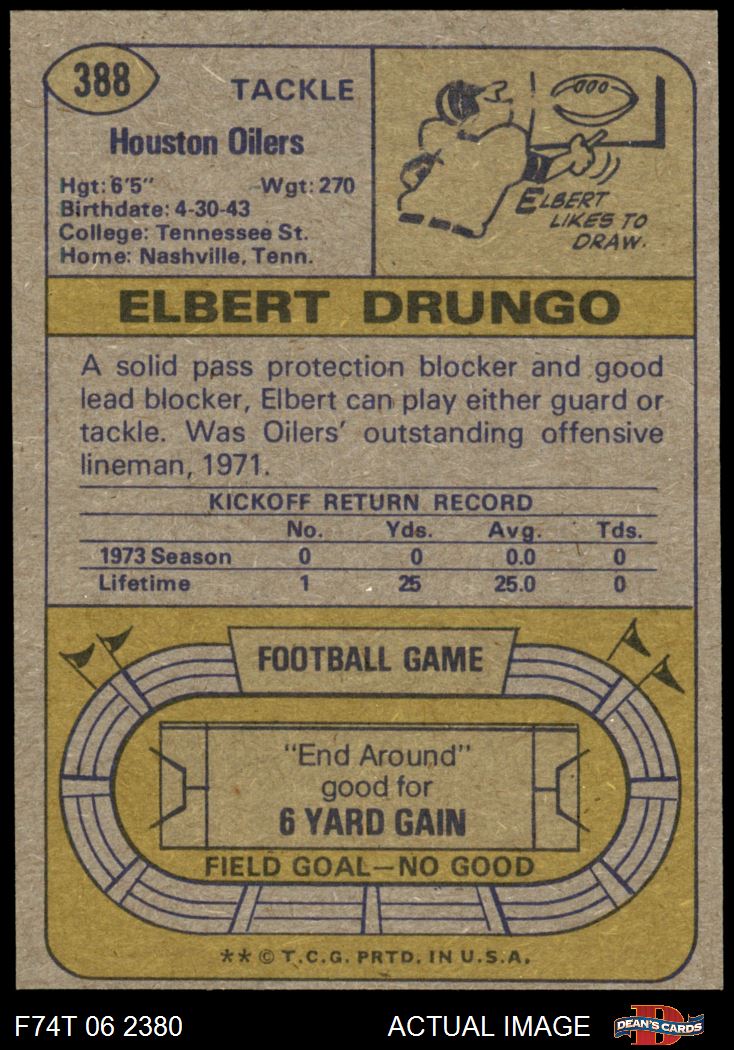 388
TACKLE
Houston Oilers
Hgt: 6'5" Wgt: 270
Birthdate: 4-30-43
College: Tennessee St.
Home: Nashville, Tenn.
ELBERT
LIKES TO
DRAW.
ELBERT DRUNGO
A solid pass protection blocker and good
lead blocker, Elbert can play either guard or
tackle. Was Oilers' outstanding offensive
lineman, 1971.
KICKOFF RETURN RECORD
No. Yds. Avg. Tds.
1973 Season 0 0 0.0 0
Lifetime 1 25 25.0 0
FOOTBALL GAME
"End Around"
good for
6 YARD GAIN
FIELD GOAL—NO GOOD
** © T.C.G. PRTD. IN U.S.A.
F74T 06 2380 ACTUAL IMAGE
D
DEAN'S CARDS